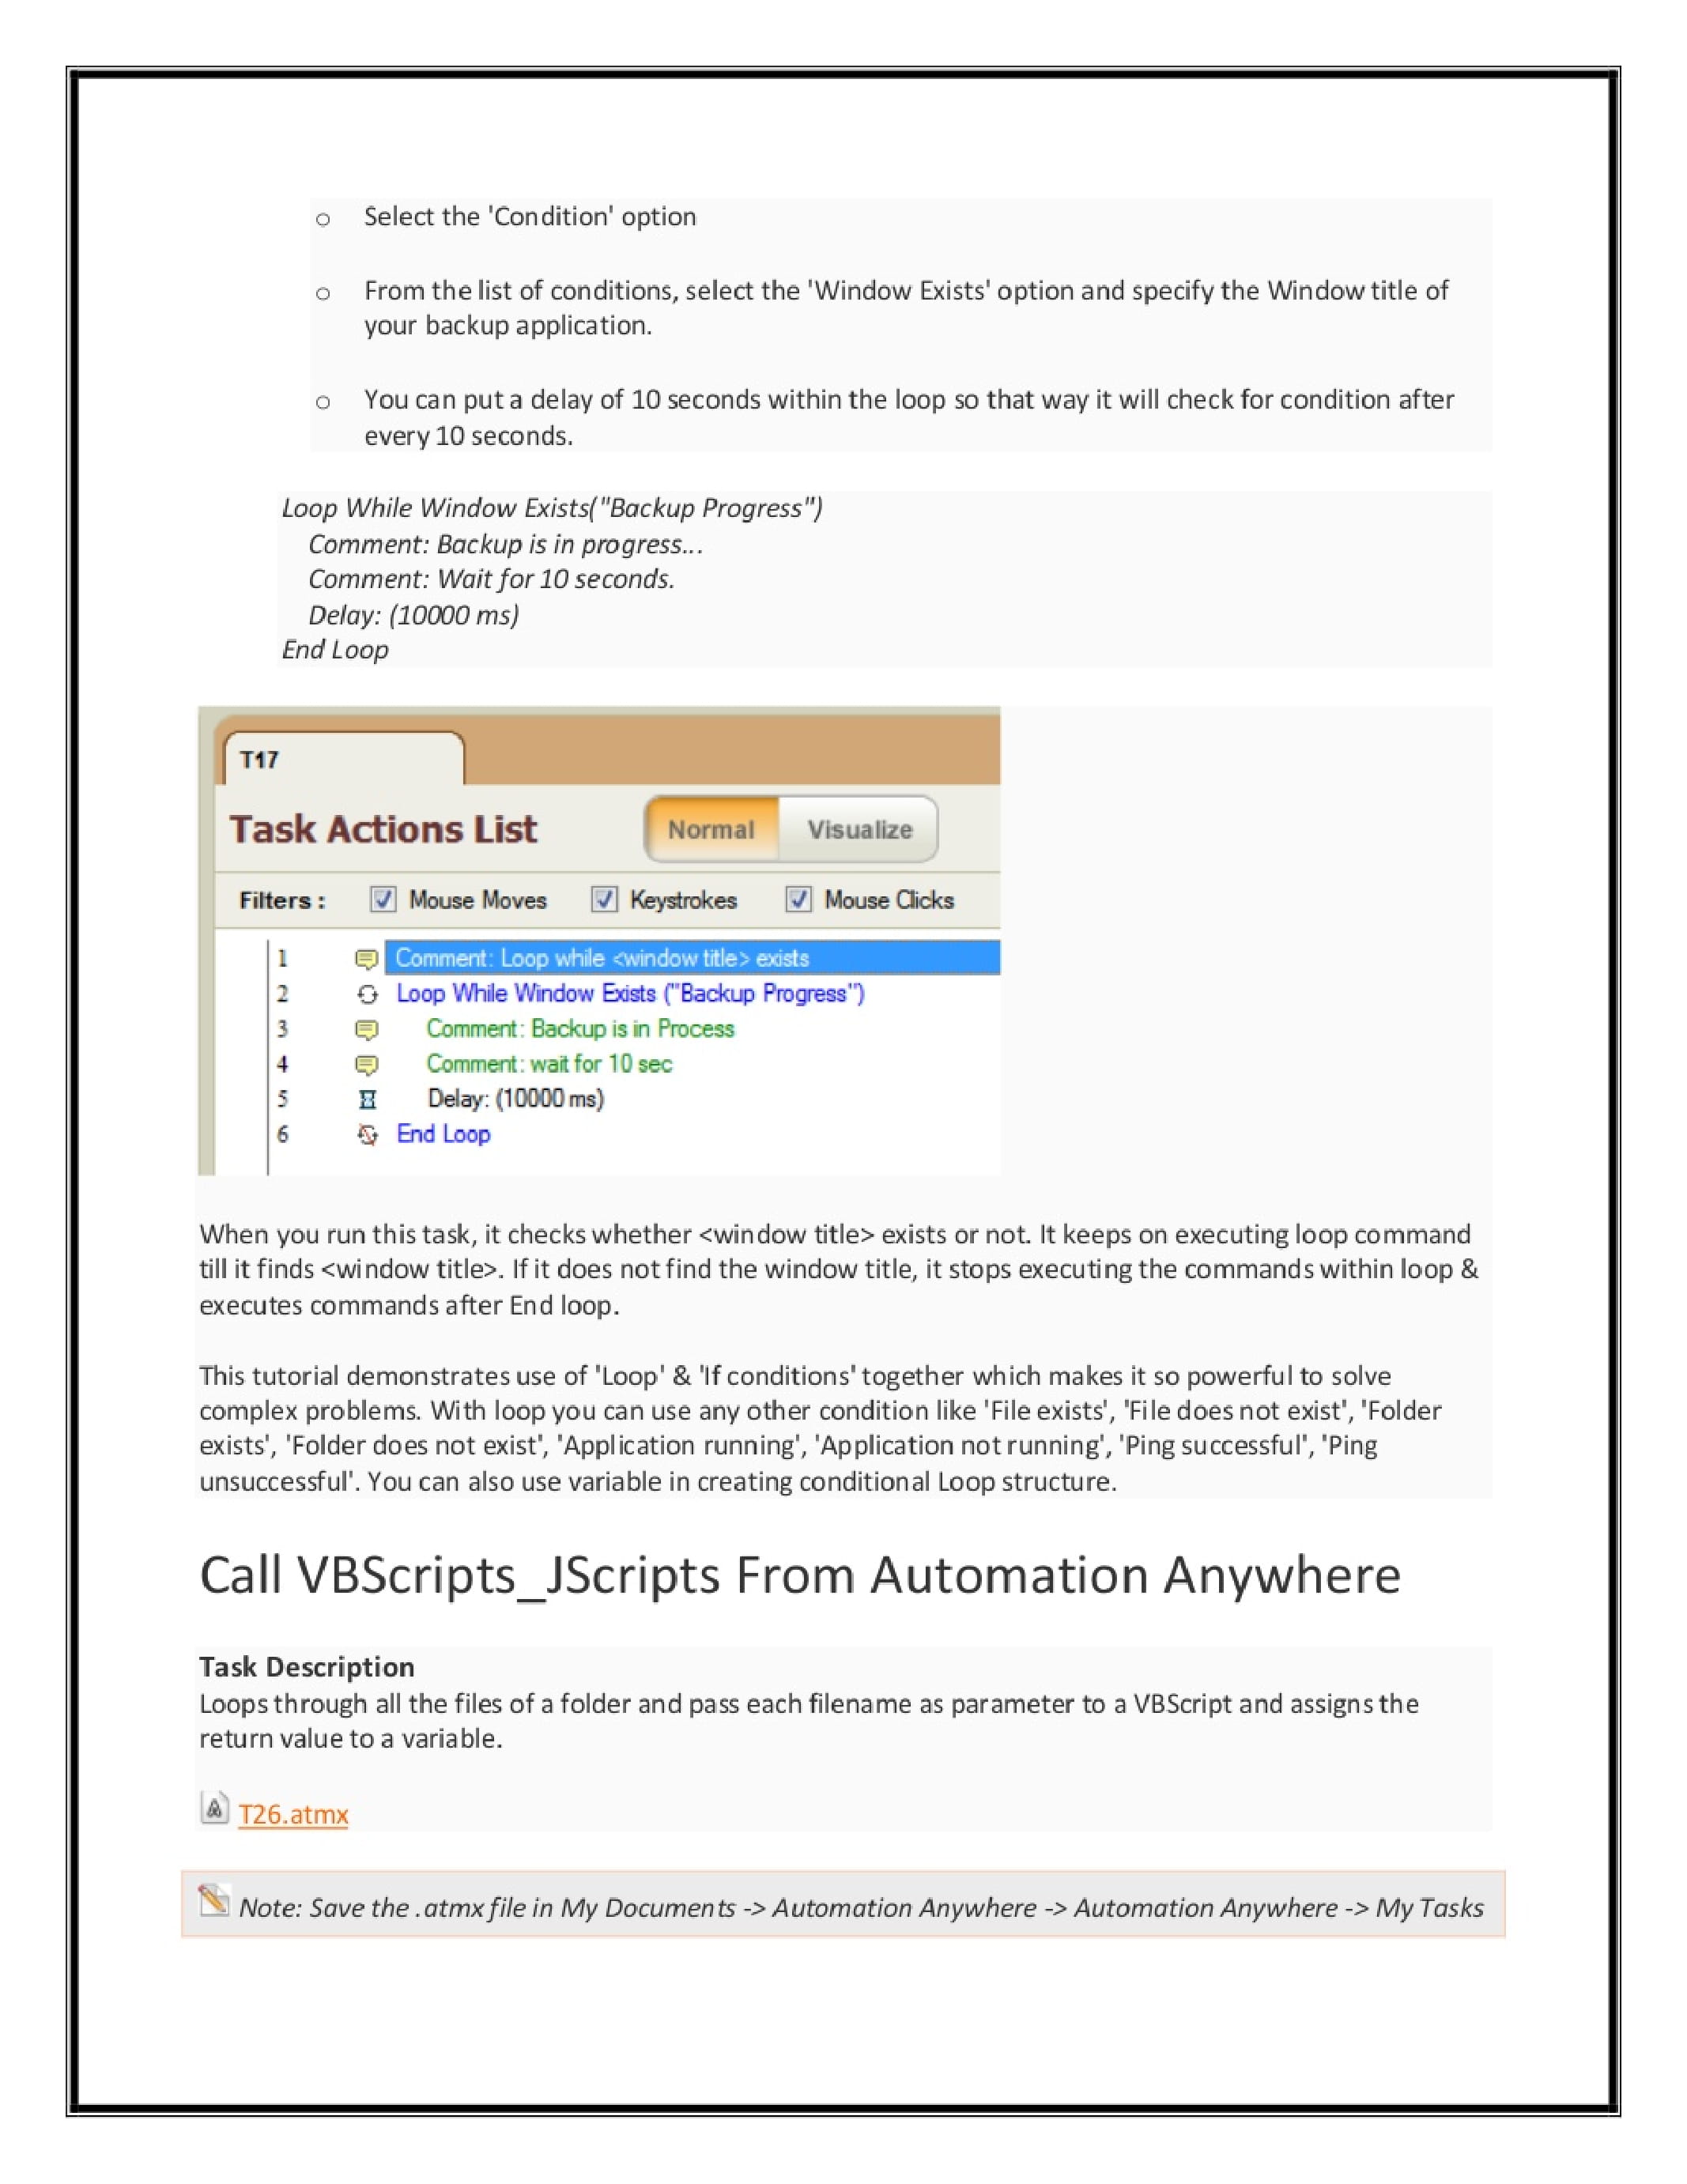 o Select the 'Condition' option
o From the list of conditions, select the 'Window Exists' option and specify the Window title of
your backup application.
o You can put a delay of 10 seconds within the loop so that way it will check for condition after
every 10 seconds.
Loop While Window Exists("Backup Progress")
Comment: Backup is in progress...
Comment: Wait for 10 seconds.
Delay: (10000 ms)
End Loop
T17
Task Actions List Normal Visualize
Filters : Mouse Moves Keystrokes Mouse Clicks
1 Comment: Loop while <window title> exists
2 Loop While Window Exists ("Backup Progress")
3 Comment: Backup is in Process
4 Comment: wait for 10 sec
5 Delay: (10000 ms)
6 End Loop
When you run this task, it checks whether <window title> exists or not. It keeps on executing loop command
till it finds <window title>. If it does not find the window title, it stops executing the commands within loop &
executes commands after End loop.
This tutorial demonstrates use of 'Loop' & 'If conditions' together which makes it so powerful to solve
complex problems. With loop you can use any other condition like 'File exists', 'File does not exist', 'Folder
exists', 'Folder does not exist', 'Application running', 'Application not running', 'Ping successful', 'Ping
unsuccessful'. You can also use variable in creating conditional Loop structure.
Call VBScripts_JScripts From Automation Anywhere
Task Description
Loops through all the files of a folder and pass each filename as parameter to a VBScript and assigns the
return value to a variable.
T26.atmx
Note: Save the .atmx file in My Documents -> Automation Anywhere -> Automation Anywhere -> My Tasks